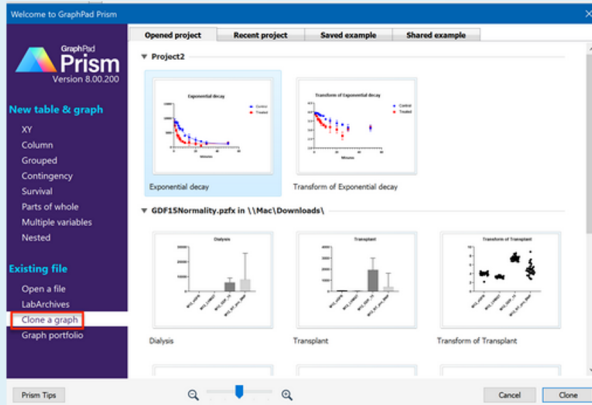 Welcome to GraphPad Prism
GraphPad
Prism
Version 8.00.200
New table & graph
XY
Column
Grouped
Contingency
Survival
Parts of whole
Multiple variables
Nested
Existing file
Open a file
LabArchives
Clone a graph
Graph portfolio
Prism Tips
Opened project
Recent project
Saved example
Shared example
Project2
Exponential decay
Control
Treated
Minutes
Exponential decay
Transform of Exponential decay
Control
Treated
Minutes
Transform of Exponential decay
GDF15Normality.pzfx in \\Mac\Downloads\
Dialysis
Dialysis
Transplant
Transplant
Transform of Transplant
Transform of Transplant
Cancel
Clone